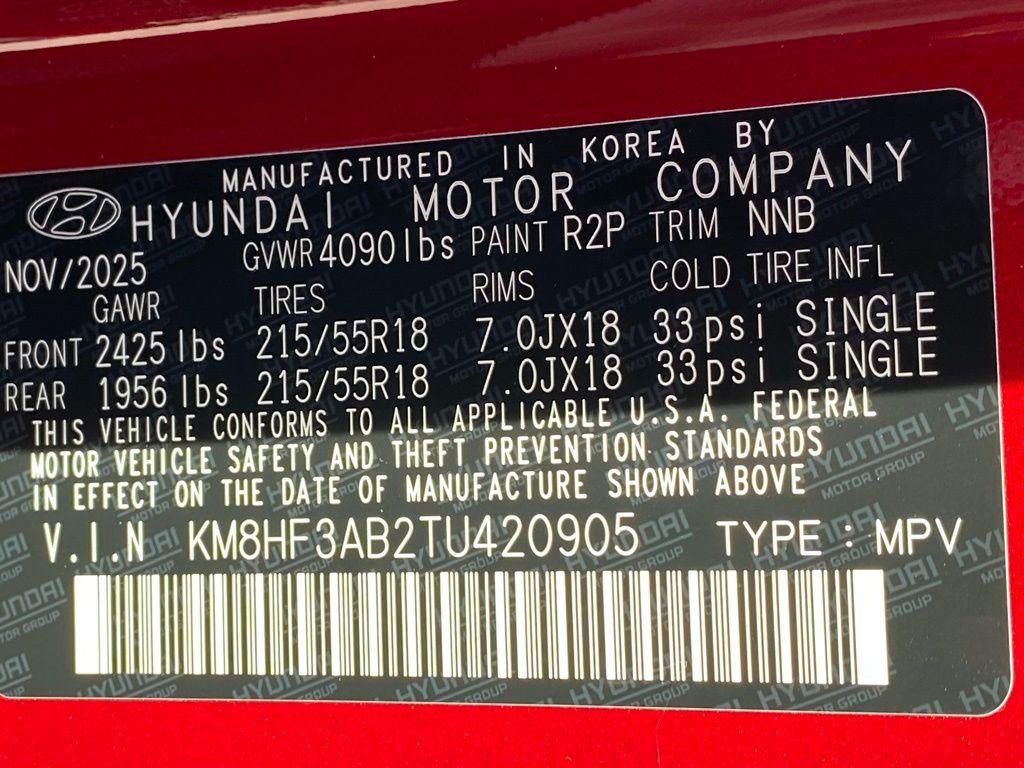 MANUFACTURED IN KOREA BY
HYUNDAI MOTOR COMPANY
NOV/2025 GVWR 4090 lbs PAINT R2P TRIM NNB
GAWR TIRES RIMS COLD TIRE INFL
FRONT 2425 lbs 215/55R18 7.0JX18 33psi SINGLE
REAR 1956 lbs 215/55R18 7.0JX18 33psi SINGLE
THIS VEHICLE CONFORMS TO ALL APPLICABLE U.S.A. FEDERAL
MOTOR VEHICLE SAFETY AND THEFT PREVENTION STANDARDS
IN EFFECT ON THE DATE OF MANUFACTURE SHOWN ABOVE
V.I.N KM8HF3AB2TU420905 TYPE : MPV
HYUNDAI
MOTOR GROUP